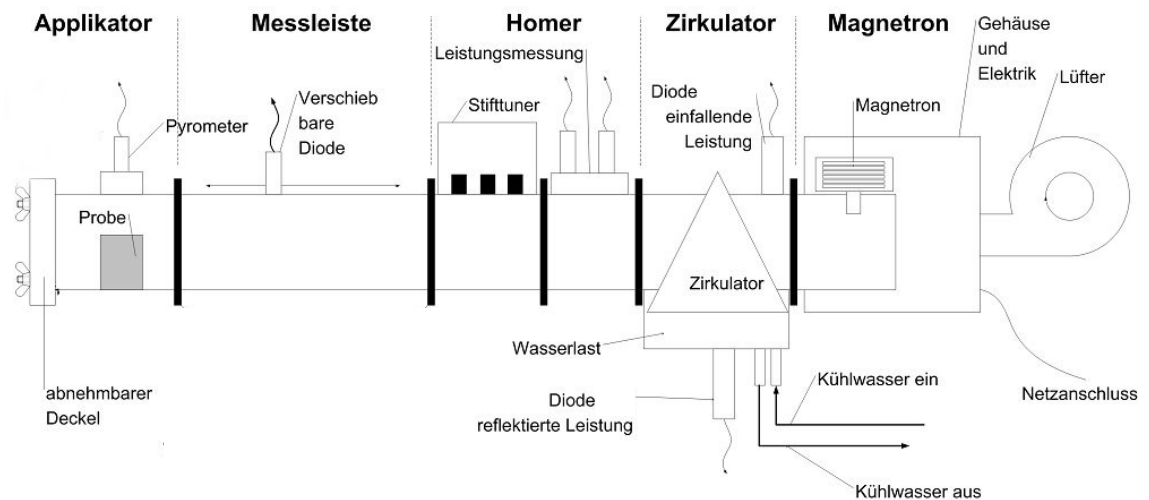 Applikator
Messleiste
Homer
Zirkulator
Magnetron
Leistungsmessung
Gehäuse
und
Elektrik
Lüfter
Pyrometer
Verschieb
bare
Diode
Stifttuner
Diode
einfallende
Leistung
Magnetron
Probe
Zirkulator
Wasserlast
abnehmbarer
Deckel
Diode
reflektierte Leistung
Kühlwasser ein
Netzanschluss
Kühlwasser aus